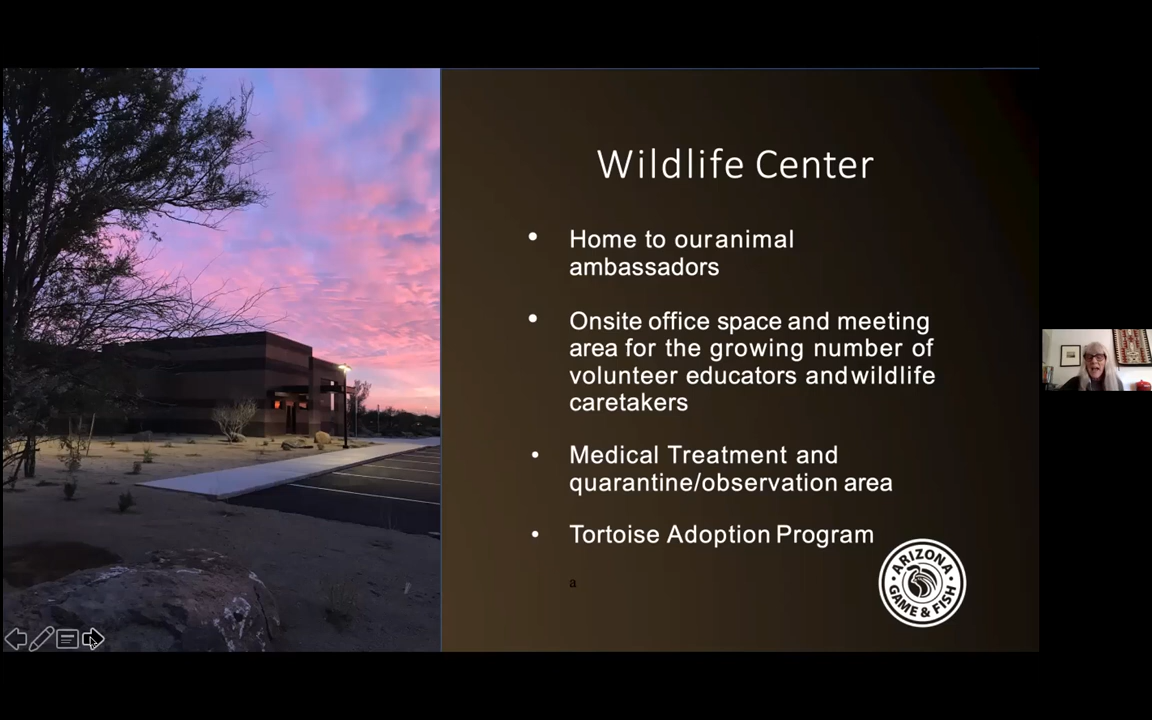 Wildlife Center
• Home to our animal
ambassadors
• Onsite office space and meeting
area for the growing number of
volunteer educators and wildlife
caretakers
• Medical Treatment and
quarantine/observation area
• Tortoise Adoption Program
a
ARIZONA
GAME & FISH